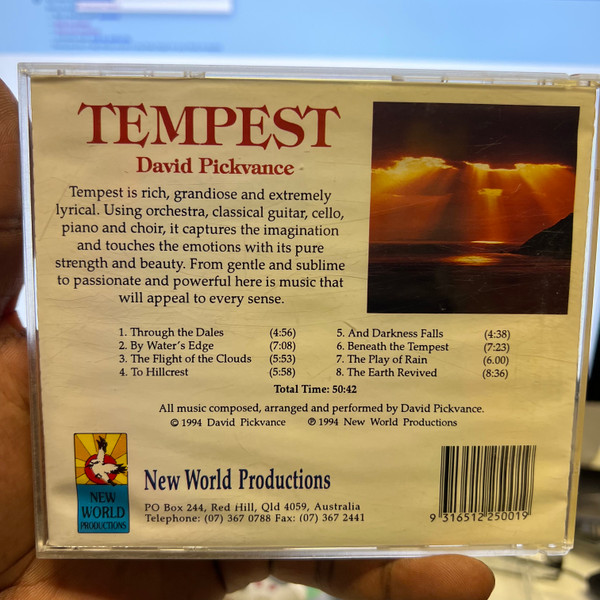 TEMPEST
David Pickvance
Tempest is rich, grandiose and extremely
lyrical. Using orchestra, classical guitar, cello,
piano and choir, it captures the imagination
and touches the emotions with its pure
strength and beauty. From gentle and sublime
to passionate and powerful here is music that
will appeal to every sense.
1. Through the Dales (4:56)
2. By Water's Edge (7:08)
3. The Flight of the Clouds (5:53)
4. To Hillcrest (5:58)
5. And Darkness Falls (4:38)
6. Beneath the Tempest (7:23)
7. The Play of Rain (6.00)
8. The Earth Revived (8:36)
Total Time: 50:42
All music composed, arranged and performed by David Pickvance.
© 1994 David Pickvance ℗ 1994 New World Productions
NEW
WORLD
PRODUCTIONS
New World Productions
PO Box 244, Red Hill, Qld 4059, Australia
Telephone: (07) 367 0788 Fax: (07) 367 2441
9 316512 250019